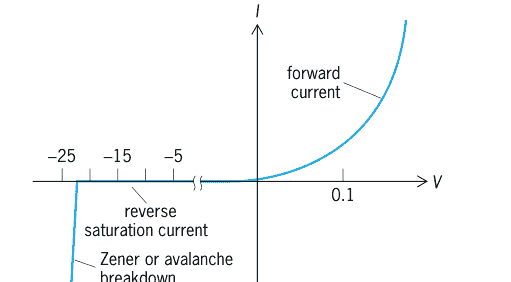 I
forward
current
−25 −15 −5
V
0.1
reverse
saturation current
Zener or avalanche
breakdown